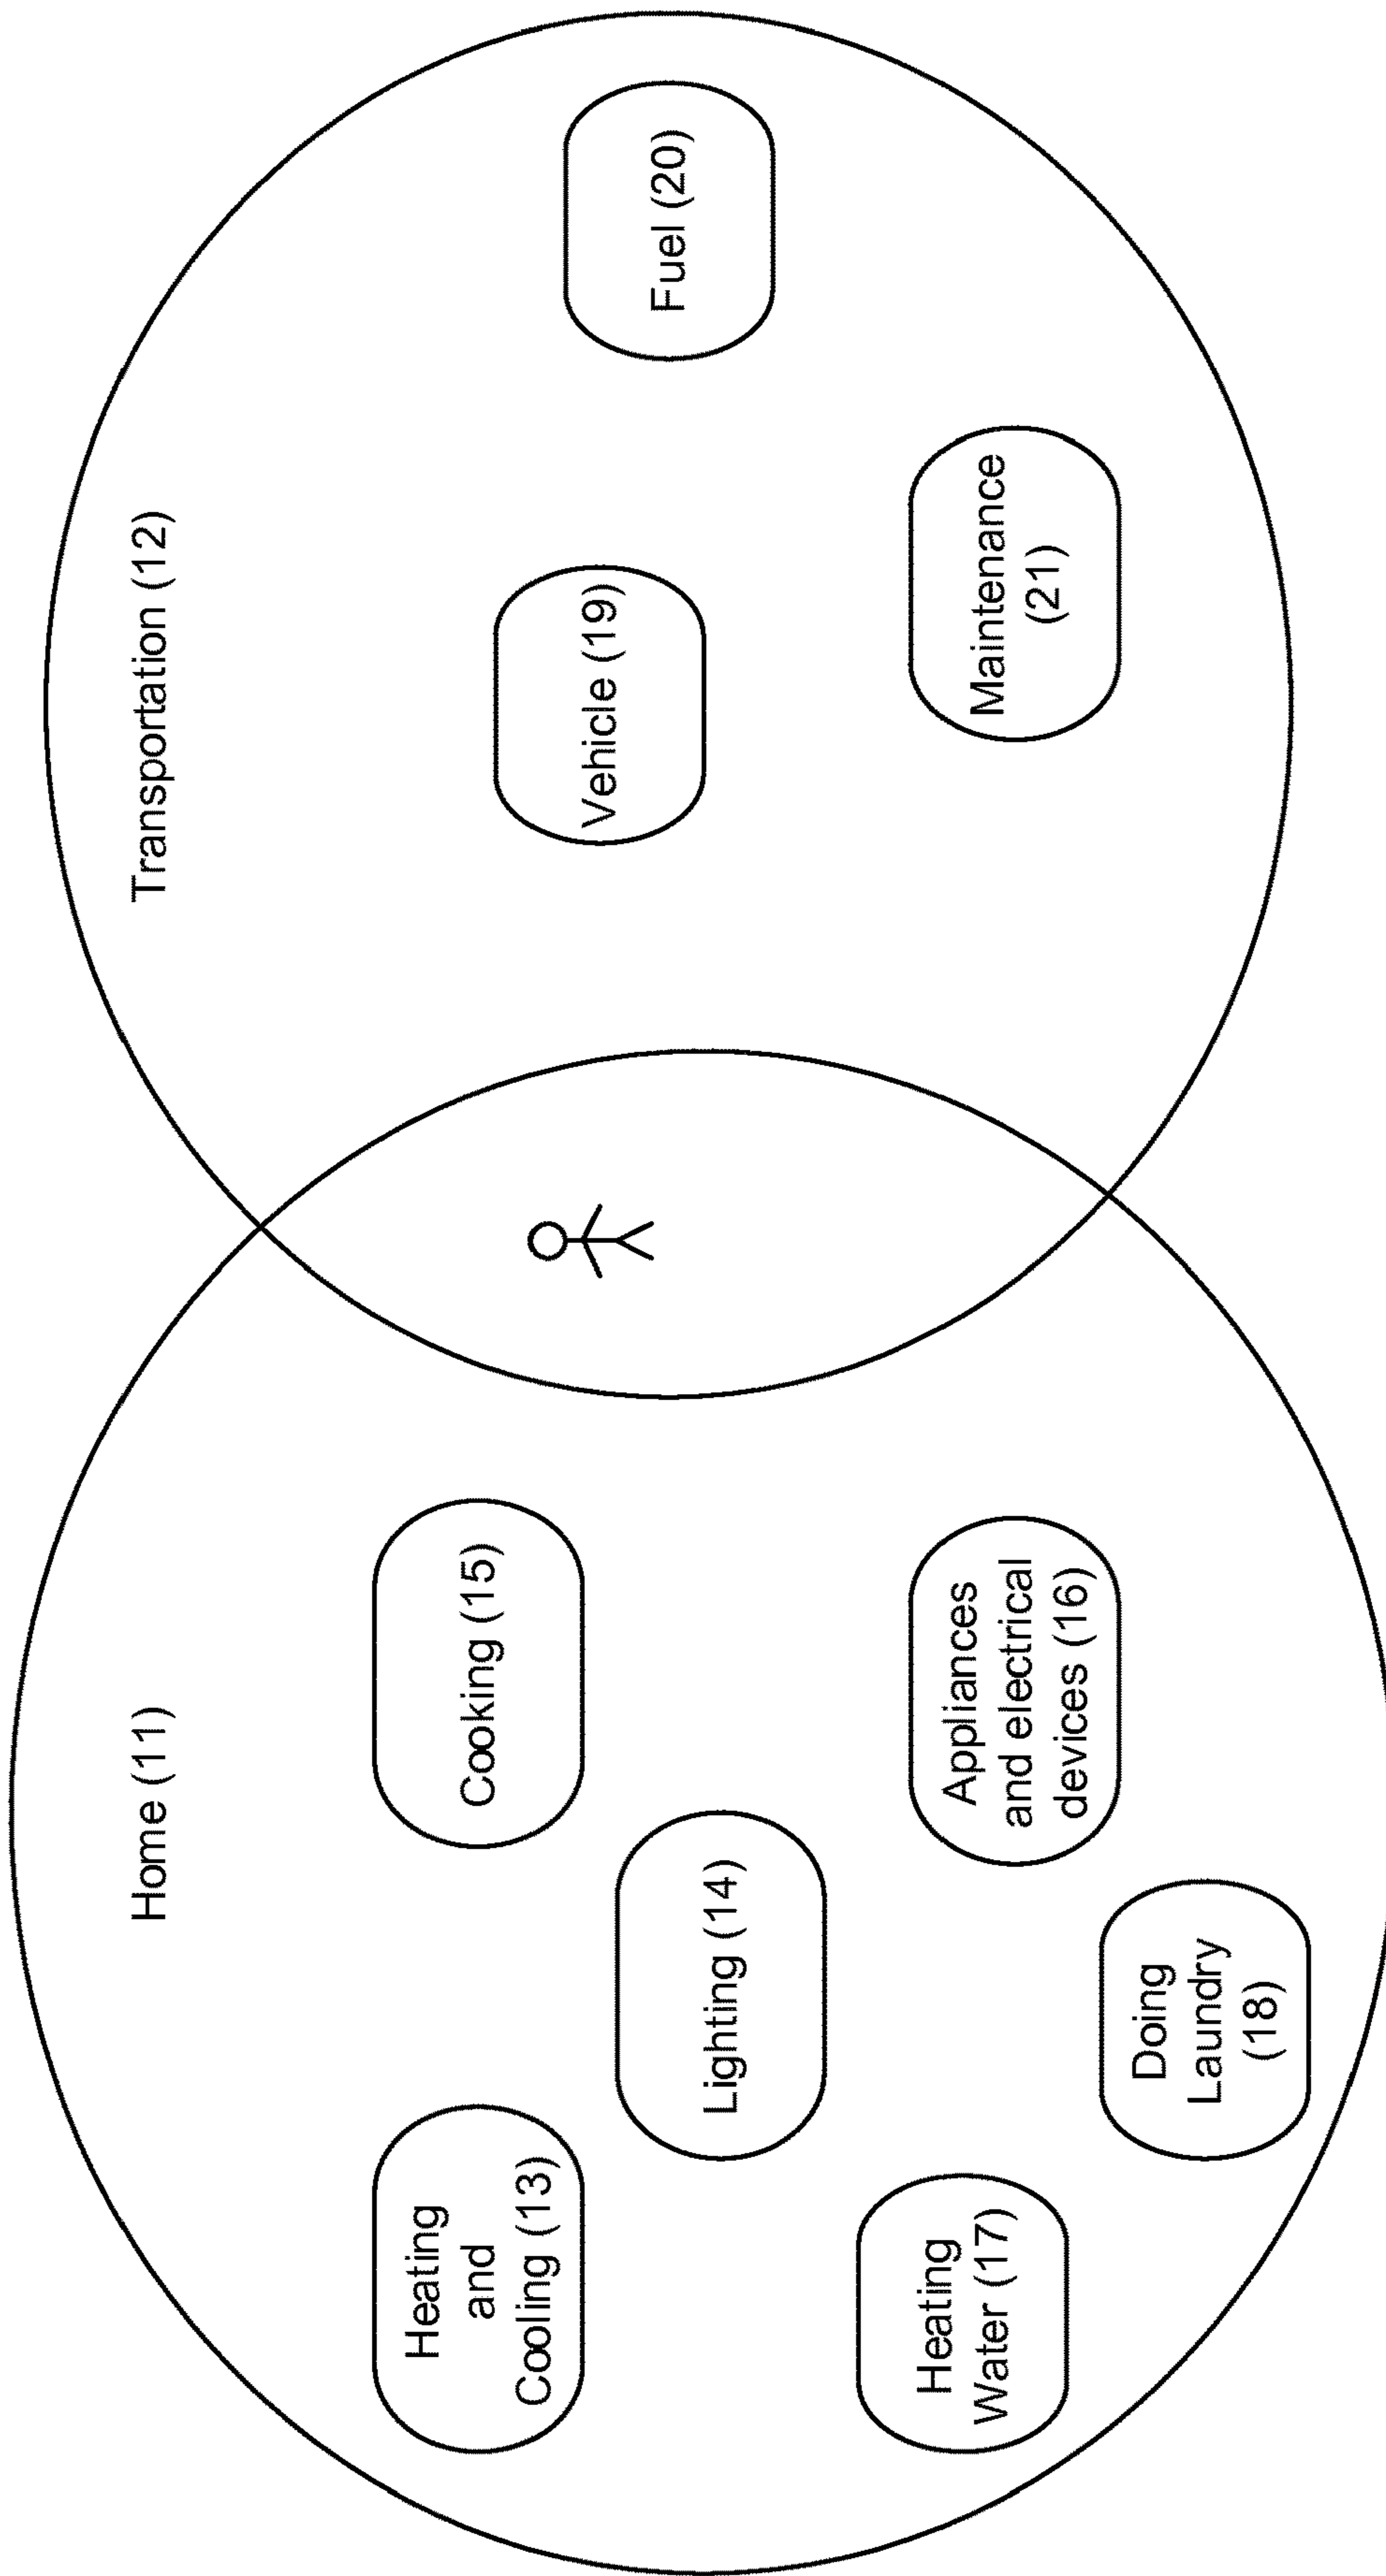 Home (11)
Transportation (12)
Heating
and
Cooling (13)
Cooking (15)
Lighting (14)
Vehicle (19)
Fuel (20)
Heating
Water (17)
Appliances
and electrical
devices (16)
Maintenance
(21)
Doing
Laundry
(18)